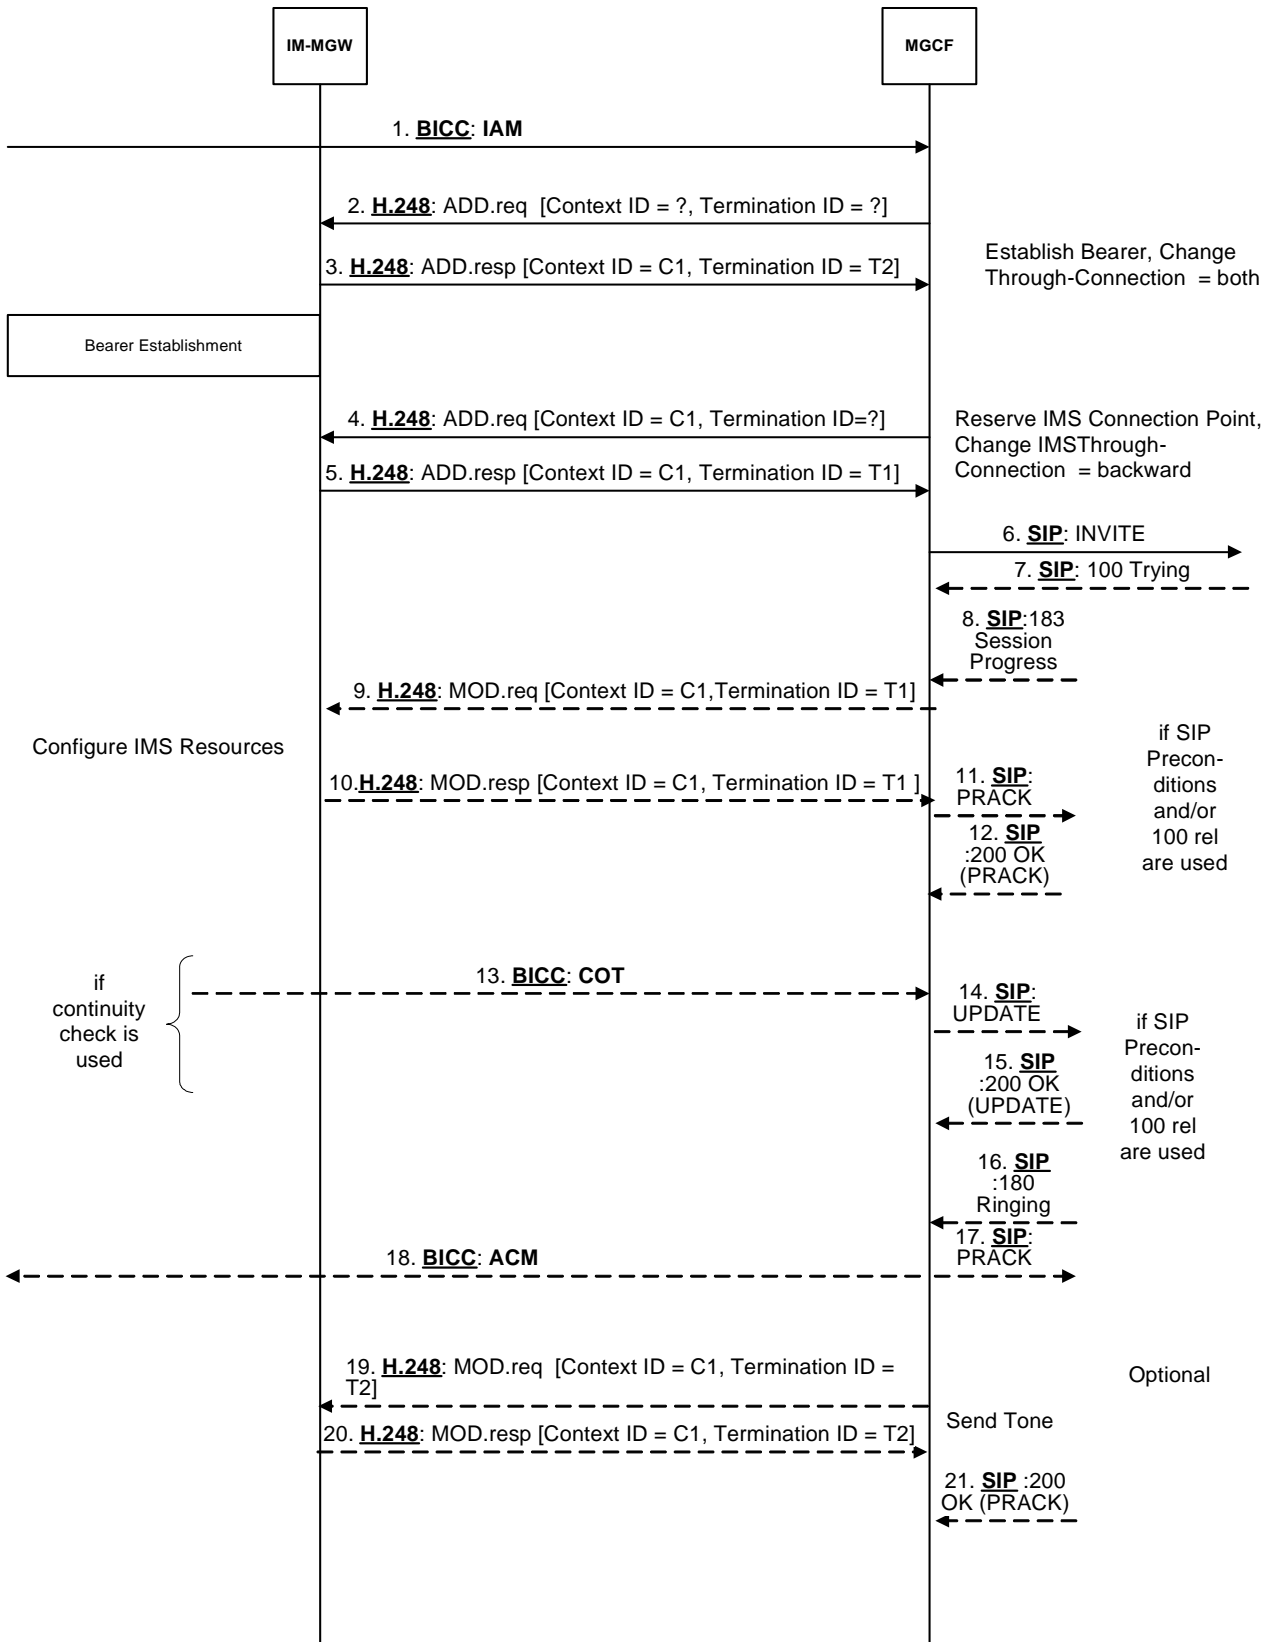 IM-MGW
MGCF
1. BICC: IAM
2. H.248: ADD.req [Context ID = ?, Termination ID = ?]
3. H.248: ADD.resp [Context ID = C1, Termination ID = T2]
Establish Bearer, Change
Through-Connection = both
Bearer Establishment
4. H.248: ADD.req [Context ID = C1, Termination ID=?]
5. H.248: ADD.resp [Context ID = C1, Termination ID = T1]
Reserve IMS Connection Point,
Change IMSThrough-
Connection = backward
6. SIP: INVITE
7. SIP: 100 Trying
8. SIP:183
Session
Progress
9. H.248: MOD.req [Context ID = C1,Termination ID = T1]
Configure IMS Resources
10.H.248: MOD.resp [Context ID = C1, Termination ID = T1 ]
11. SIP:
PRACK
12. SIP
:200 OK
(PRACK)
if SIP
Precon-
ditions
and/or
100 rel
are used
if
continuity
check is
used
13. BICC: COT
14. SIP:
UPDATE
15. SIP
:200 OK
(UPDATE)
if SIP
Precon-
ditions
and/or
100 rel
are used
16. SIP
:180
Ringing
17. SIP:
PRACK
18. BICC: ACM
19. H.248: MOD.req [Context ID = C1, Termination ID =
T2]
Optional
Send Tone
20. H.248: MOD.resp [Context ID = C1, Termination ID = T2]
21. SIP :200
OK (PRACK)